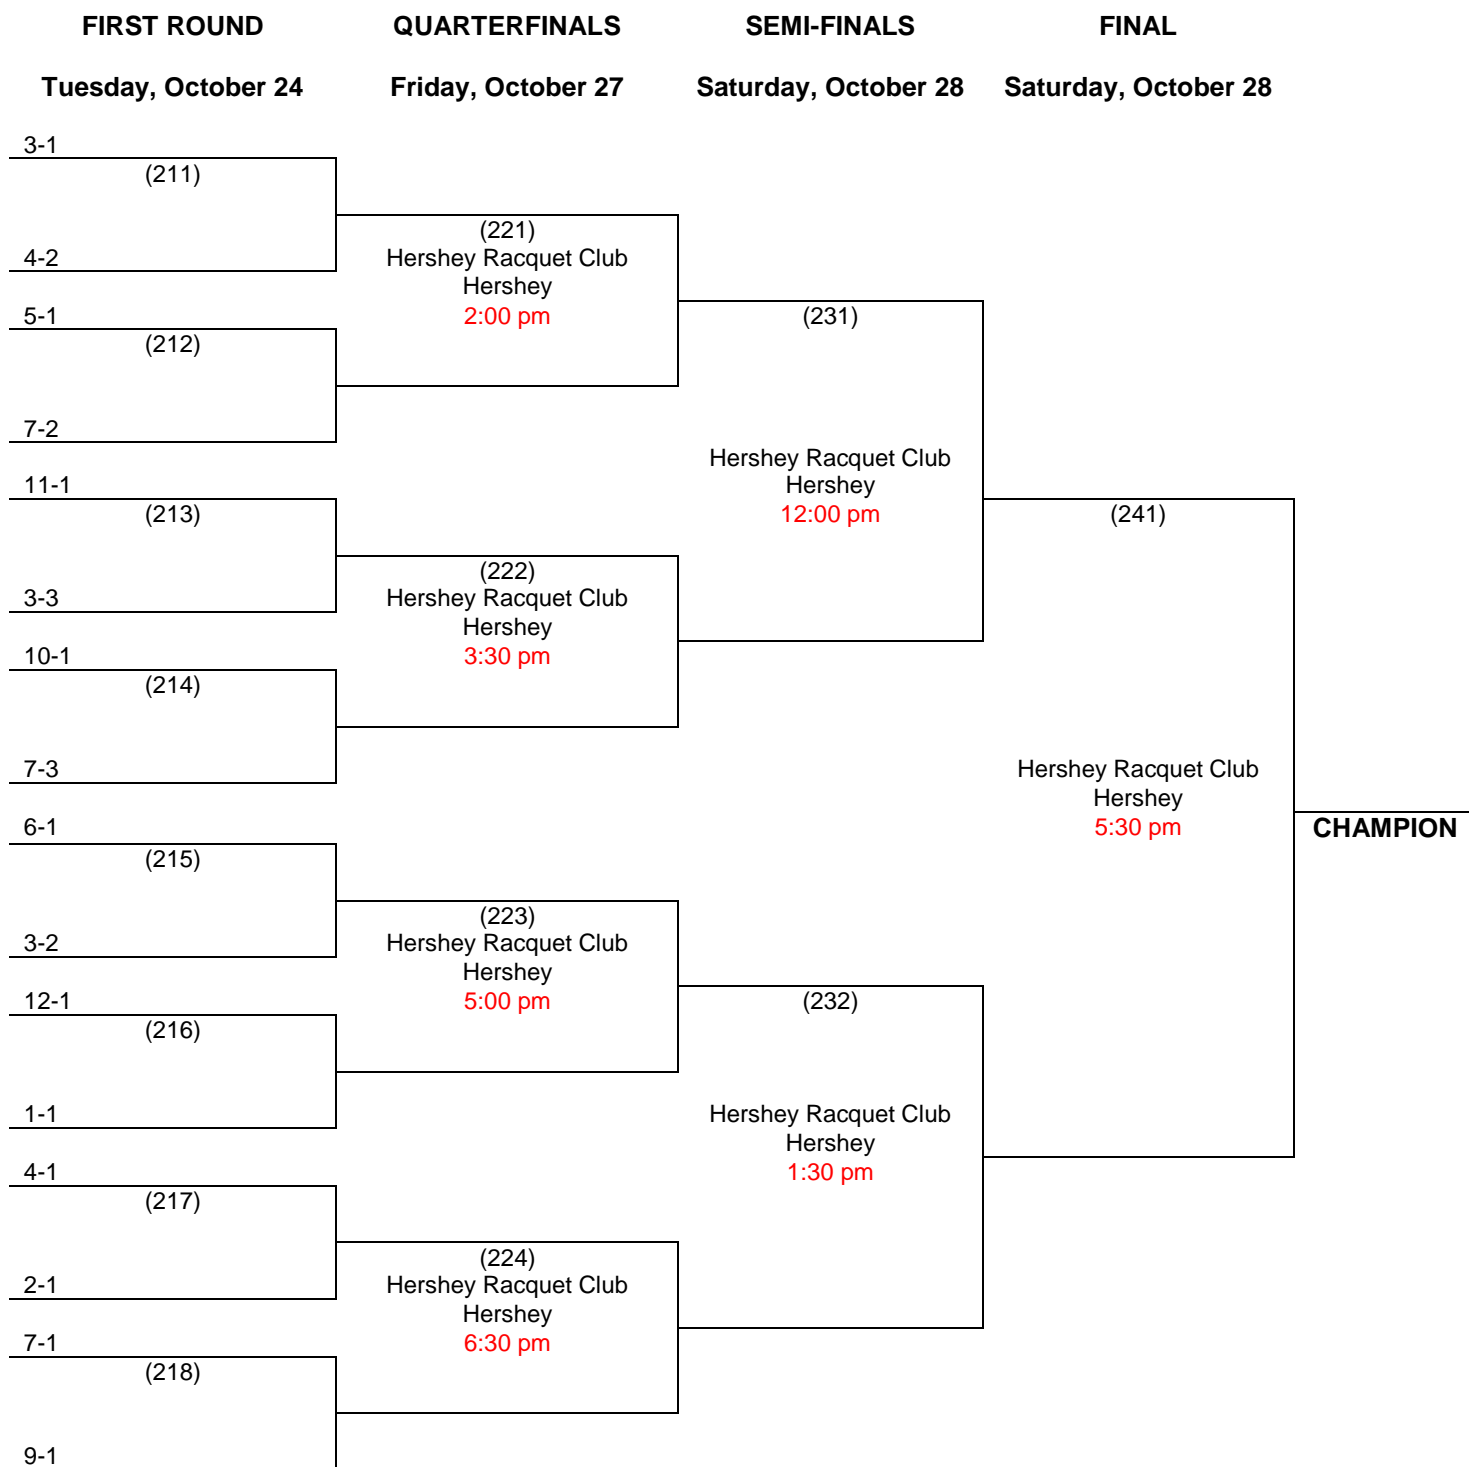 FIRST ROUND QUARTERFINALS SEMI-FINALS FINAL
Tuesday, October 24 Friday, October 27 Saturday, October 28 Saturday, October 28
3-1
(211)
4-2
5-1
(212)
7-2
11-1
(213)
3-3
10-1
(214)
7-3
6-1
(215)
3-2
12-1
(216)
1-1
4-1
(217)
2-1
7-1
(218)
9-1
(221)
Hershey Racquet Club
Hershey
2:00 pm
(222)
Hershey Racquet Club
Hershey
3:30 pm
(223)
Hershey Racquet Club
Hershey
5:00 pm
(224)
Hershey Racquet Club
Hershey
6:30 pm
(231)
Hershey Racquet Club
Hershey
12:00 pm
(232)
Hershey Racquet Club
Hershey
1:30 pm
(241)
Hershey Racquet Club
Hershey
5:30 pm
CHAMPION